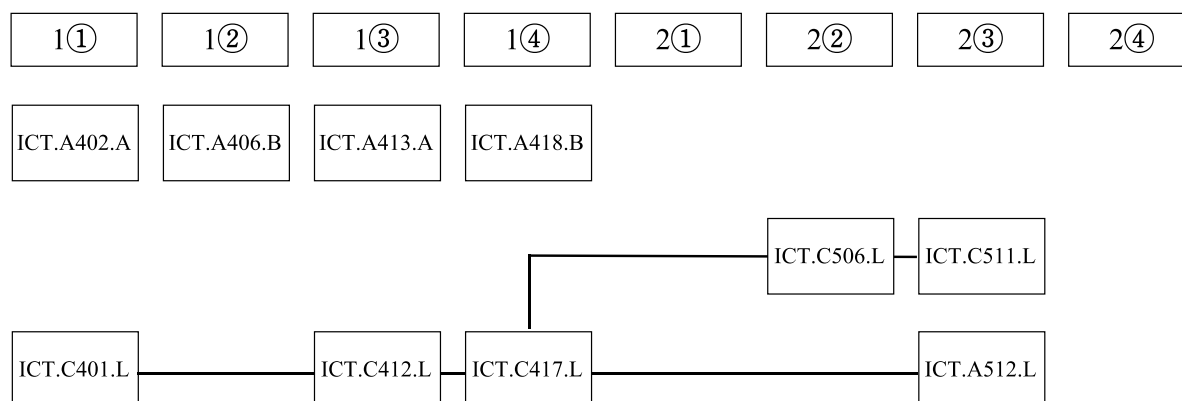 1① 1② 1③ 1④ 2① 2② 2③ 2④
ICT.A402.A ICT.A406.B ICT.A413.A ICT.A418.B
ICT.C506.L ICT.C511.L
ICT.C401.L ICT.C412.L ICT.C417.L ICT.A512.L